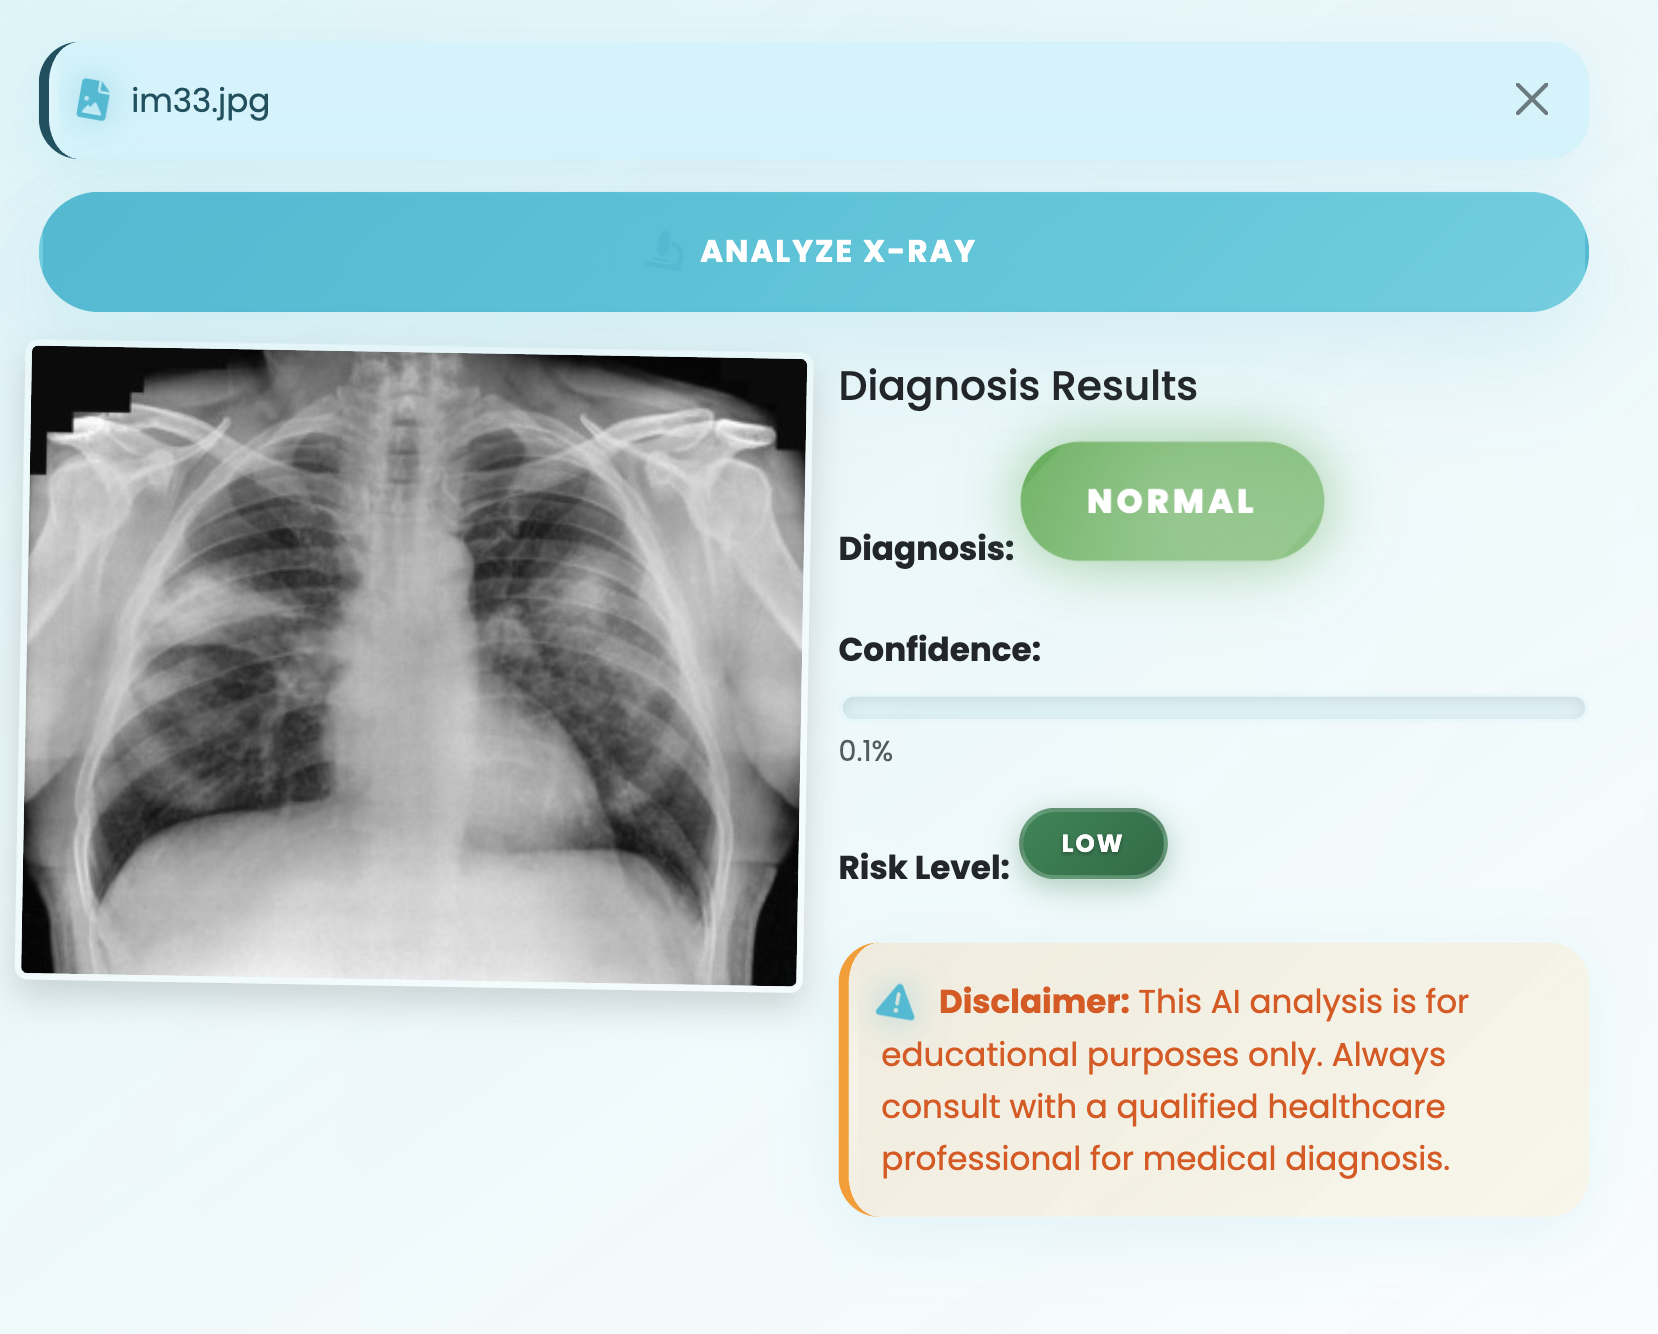 im33.jpg
ANALYZE X-RAY
Diagnosis Results
Diagnosis: NORMAL
Confidence:
0.1%
Risk Level: LOW
Disclaimer: This AI analysis is for
educational purposes only. Always
consult with a qualified healthcare
professional for medical diagnosis.